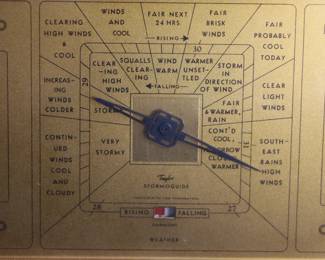 CLEARING
HIGH WINDS
&
COOL
WINDS
AND
COOL
FAIR NEXT
24 HRS.
FAIR
BRISK
WINDS
FAIR
PROBABLY
COOL
TODAY
RISING
30
CLEAR-
ING HIGH
WINDS
SQUALLS
CLEAR-
ING
WIND
WARM
WARMER
UNSET-
TLED
STORM
IN
DIRECTION
OF WIND
FALLING
29
INCREAS-
ING
WINDS
COLDER
CLEAR
LIGHT
WINDS
STORM
FAIR
& WARMER,
RAIN
CONTIN-
UED
WINDS
COOL
AND
CLOUDY
VERY
STORMY
CONT'D
COOL,
CLOUDY
WARMER
31
SOUTH-
EAST
RAINS
HIGH
WINDS
Taylor
STORMOGUIDE
28
RISING
FALLING
27
WEATHER